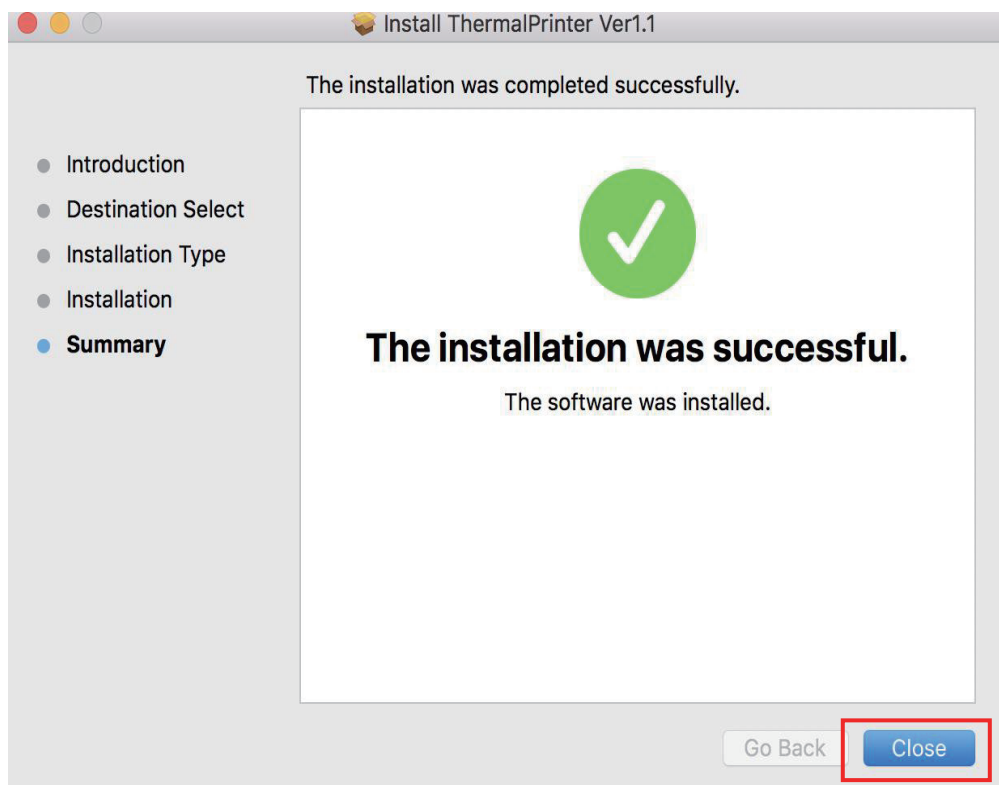 Install ThermalPrinter Ver1.1
The installation was completed successfully.
Introduction
Destination Select
Installation Type
Installation
Summary
The installation was successful.
The software was installed.
Go Back
Close